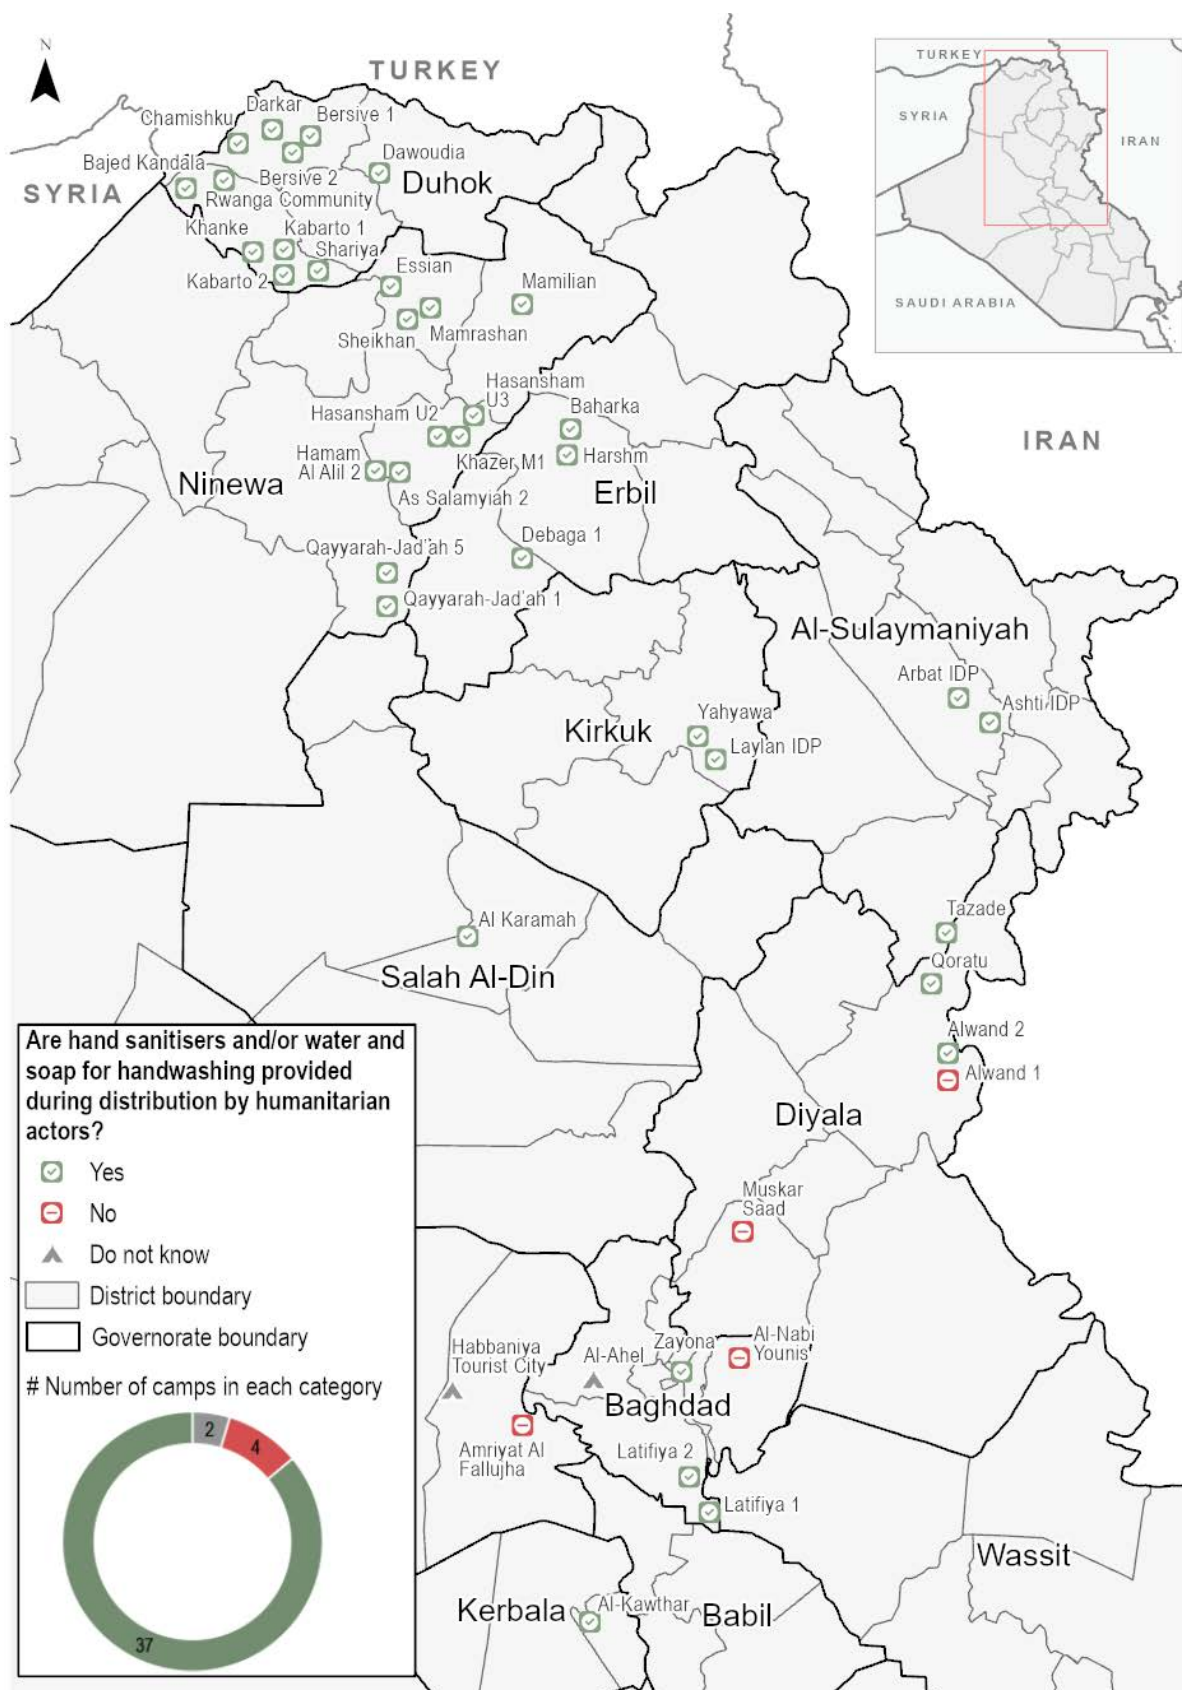 N
TURKEY
SYRIA
IRAN
TURKEY
SYRIA
IRAN
SAUDI ARABIA
Darkar
Chamishku
Bersive 1
Bajed Kandala
Bersive 2
Dawoudia
Duhok
Rwanga Community
Khanke
Kabarto 1
Shariya
Kabarto 2
Essian
Mamilian
Sheikhan
Mamrashan
Hasansham
U3
Hasansham U2
Baharka
Hamam
Al Alil 2
Khazer M1
Harshm
Ninewa
As Salamyiah 2
Erbil
Qayyarah-Jad'ah 5
Debaga 1
Qayyarah-Jad'ah 1
Al-Sulaymaniyah
Arbat IDP
Ashti IDP
Kirkuk
Yahyawa
Laylan IDP
Al Karamah
Salah Al-Din
Tazade
Qoratu
Alwand 2
Alwand 1
Diyala
Muskar
Saad
Habbaniya
Tourist City
Al-Ahel
Zayona
Al-Nabi
Younis
Baghdad
Amriyat Al
Fallujha
Latifiya 2
Latifiya 1
Wassit
Kerbala
Al-Kawthar
Babil
Are hand sanitisers and/or water and
soap for handwashing provided
during distribution by humanitarian
actors?
Yes
No
Do not know
District boundary
Governorate boundary
# Number of camps in each category
2
4
37